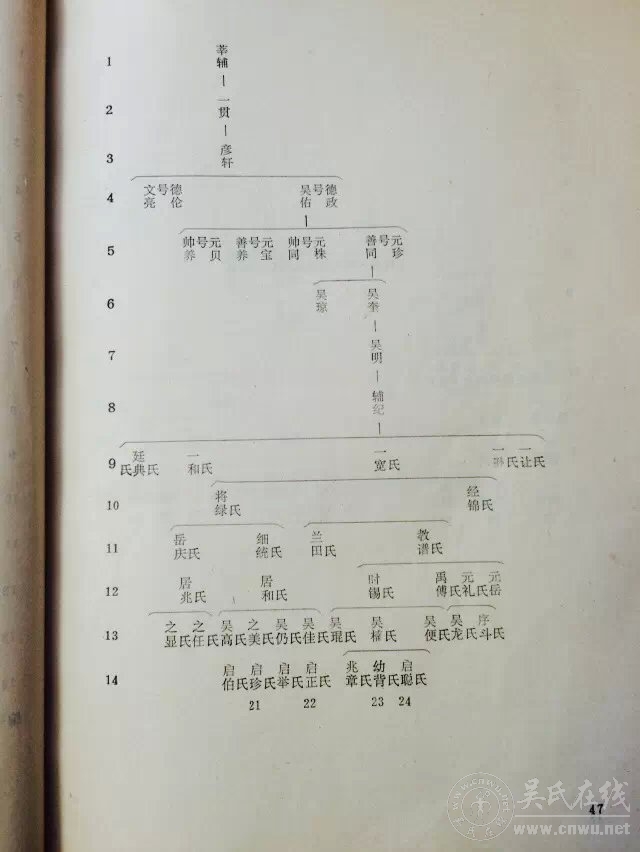 1 莘辅
2 一贯
3 彦轩
4 文亮 号 德伦 吴佑 号 德政
5 帅养 号 元贝 善养 号 元宝 帅同 号 元株 善同 号 元珍
6 吴琼 吴奎
7 吴明
8 辅纪
9 氏 廷典氏 一和氏 一宽氏 一氏 一让氏
10 将绿氏 经锦氏
11 岳庆氏 细统氏 兰田氏 教谱氏
12 居兆氏 居和氏 时锡氏 禹傅氏 元礼氏 元岳
13 之显氏 之任氏 吴高氏 之美氏 吴仍氏 吴佳氏 吴琨氏 吴氏 吴便氏 吴龙氏 序斗氏
14 启伯氏 启珍氏 启举氏 启正氏 兆章氏 幼背氏 启聪氏
21 22 23 24
47
吴氏在线
www.cnwu.net